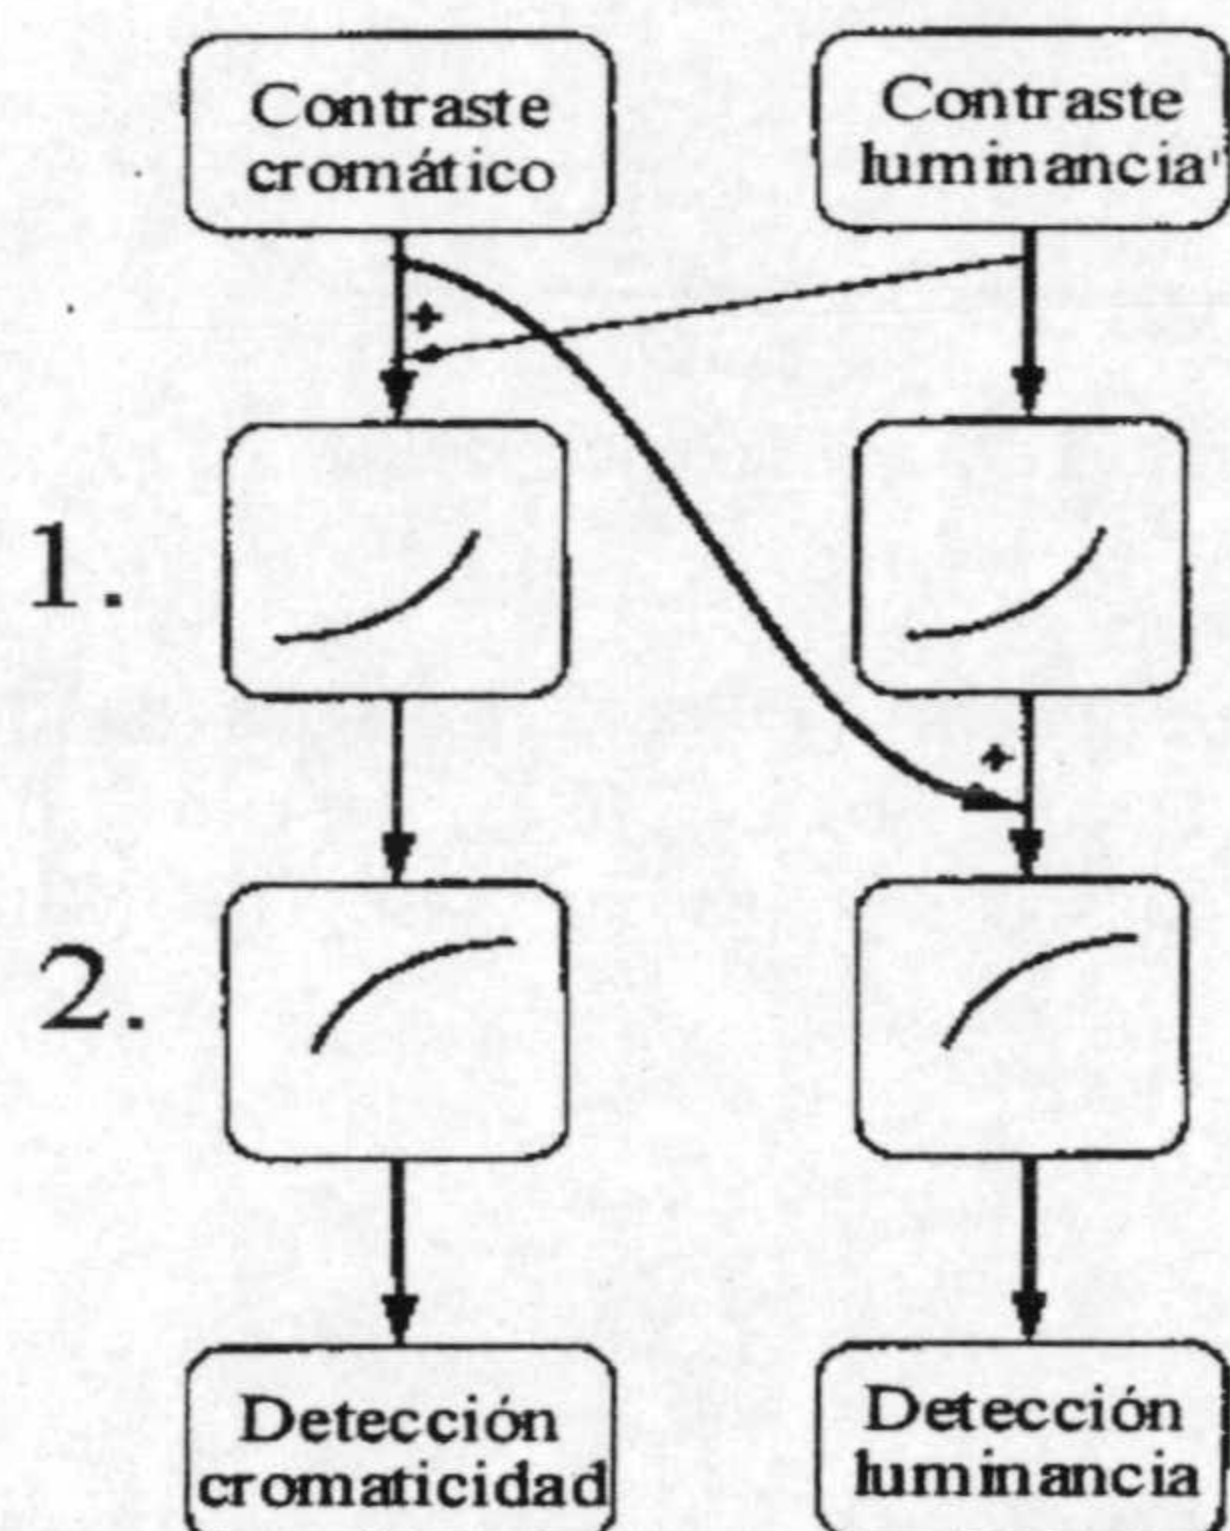 Contraste
cromático
Contraste
luminancia
+
1.
+
2.
Detección
cromaticidad
Detección
luminancia